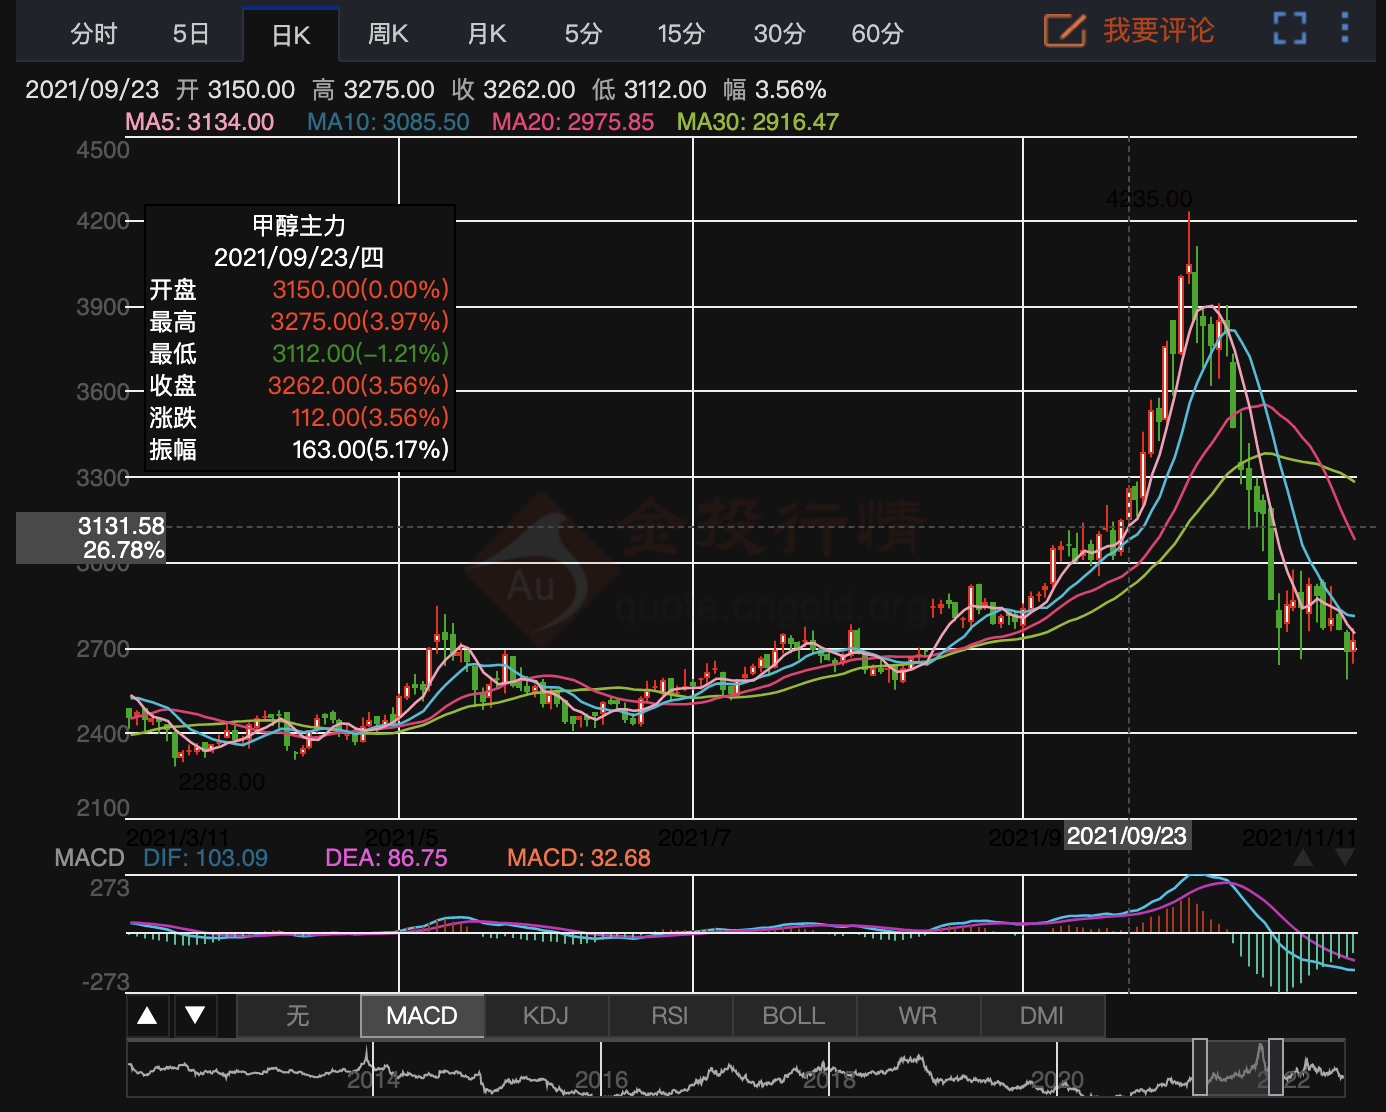 分时 5日 日K 周K 月K 5分 15分 30分 60分 我要评论
2021/09/23 开 3150.00 高 3275.00 收 3262.00 低 3112.00 幅 3.56%
MA5: 3134.00 MA10: 3085.50 MA20: 2975.85 MA30: 2916.47
4500
4235.00
4200
甲醇主力
2021/09/23/四
开盘 3150.00(0.00%)
3900
最高 3275.00(3.97%)
最低 3112.00(−1.21%)
3600
收盘 3262.00(3.56%)
涨跌 112.00(3.56%)
振幅 163.00(5.17%)
3300
3131.58
26.78%
3000
金投行情
Au
quote.cngold.org
2700
2400
2288.00
2100
2021/3/11 2021/5 2021/7 2021/9 2021/09/23 2021/11/11
MACD DIF: 103.09 DEA: 86.75 MACD: 32.68
273
-273
▲ ▼ 无 MACD KDJ RSI BOLL WR DMI
2014 2016 2018 2020 2022